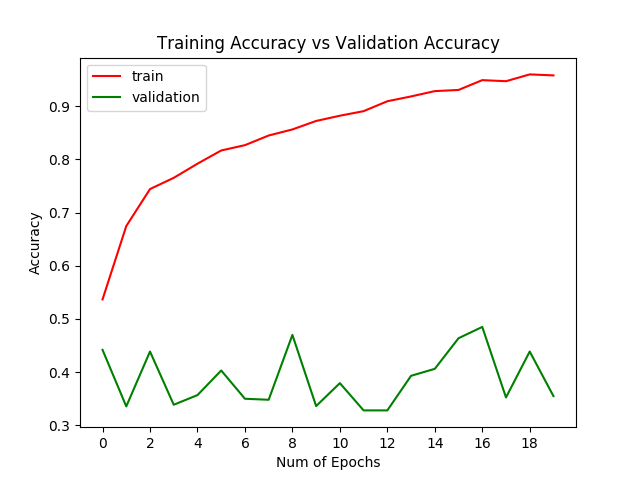 Training Accuracy vs Validation Accuracy
train
validation
0.9
0.8
0.7
0.6
0.5
0.4
0.3
Accuracy
0 2 4 6 8 10 12 14 16 18
Num of Epochs